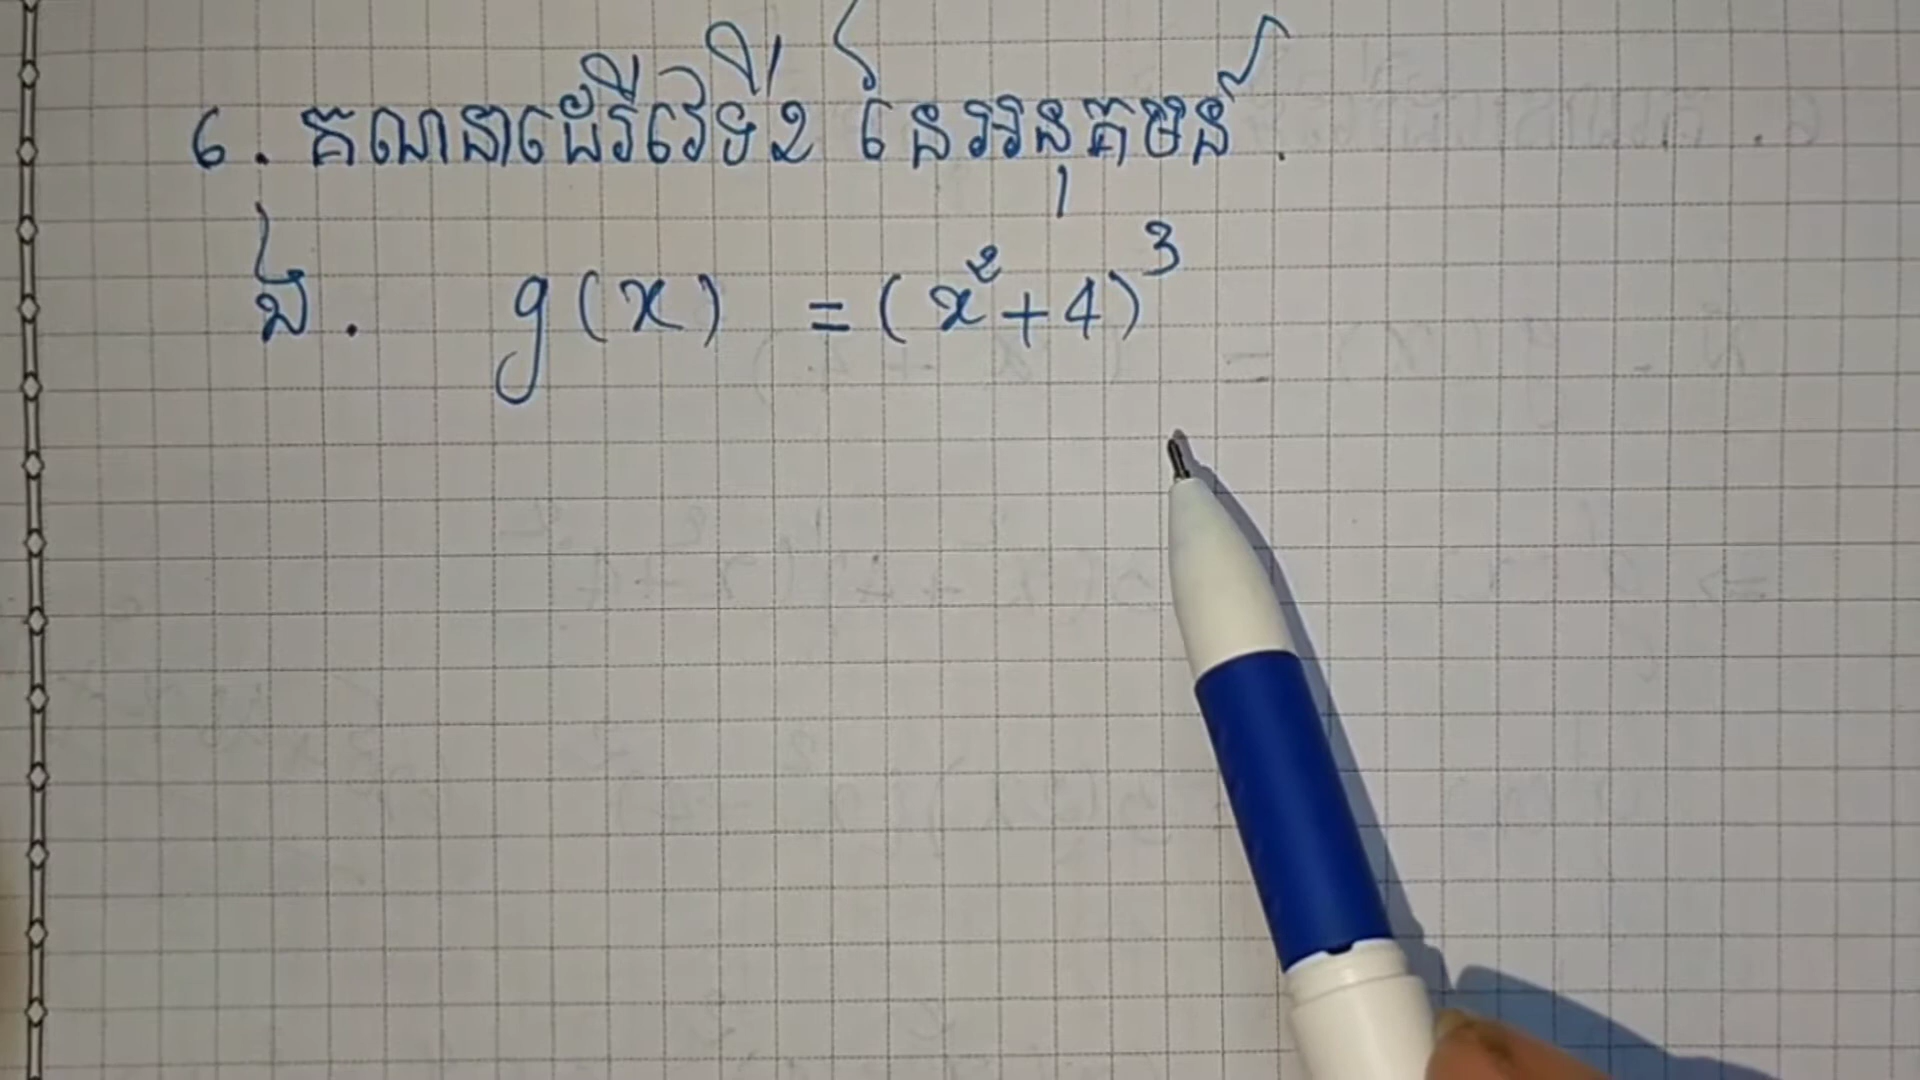 6. គណនាដេរីវេទី2 នៃអនុគមន៍.
ង. g(x) = (x²+4)³